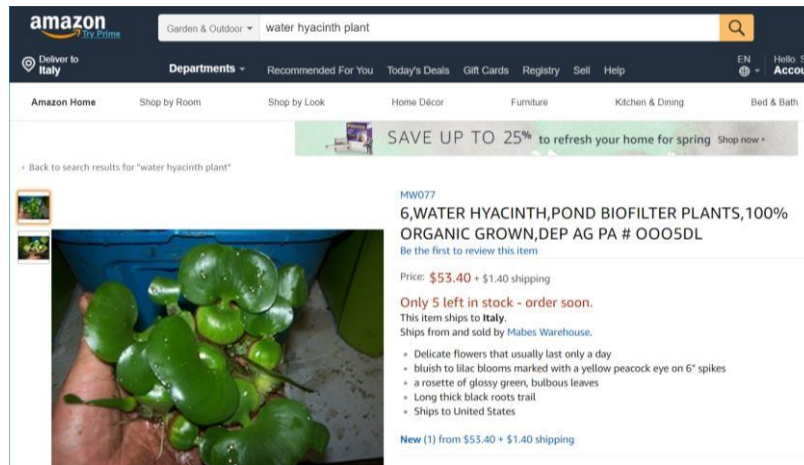 amazon
Try Prime
Garden & Outdoor
water hyacinth plant
Deliver to
Italy
Departments
Recommended For You
Today's Deals
Gift Cards
Registry
Sell
Help
EN
Hello.
Amazon Home
Shop by Room
Shop by Look
Home Décor
Furniture
Kitchen & Dining
Bed & Bath
SAVE UP TO 25% to refresh your home for spring Shop now ›
‹ Back to search results for "water hyacinth plant"
MW077
6,WATER HYACINTH,POND BIOFILTER PLANTS,100%
ORGANIC GROWN,DEP AG PA # OOO5DL
Be the first to review this item
Price: $53.40 + $1.40 shipping
Only 5 left in stock - order soon.
This item ships to Italy.
Ships from and sold by Mabes Warehouse.
• Delicate flowers that usually last only a day
• bluish to lilac blooms marked with a yellow peacock eye on 6" spikes
• a rosette of glossy green, bulbous leaves
• Long thick black roots trail
• Ships to United States
New (1) from $53.40 + $1.40 shipping